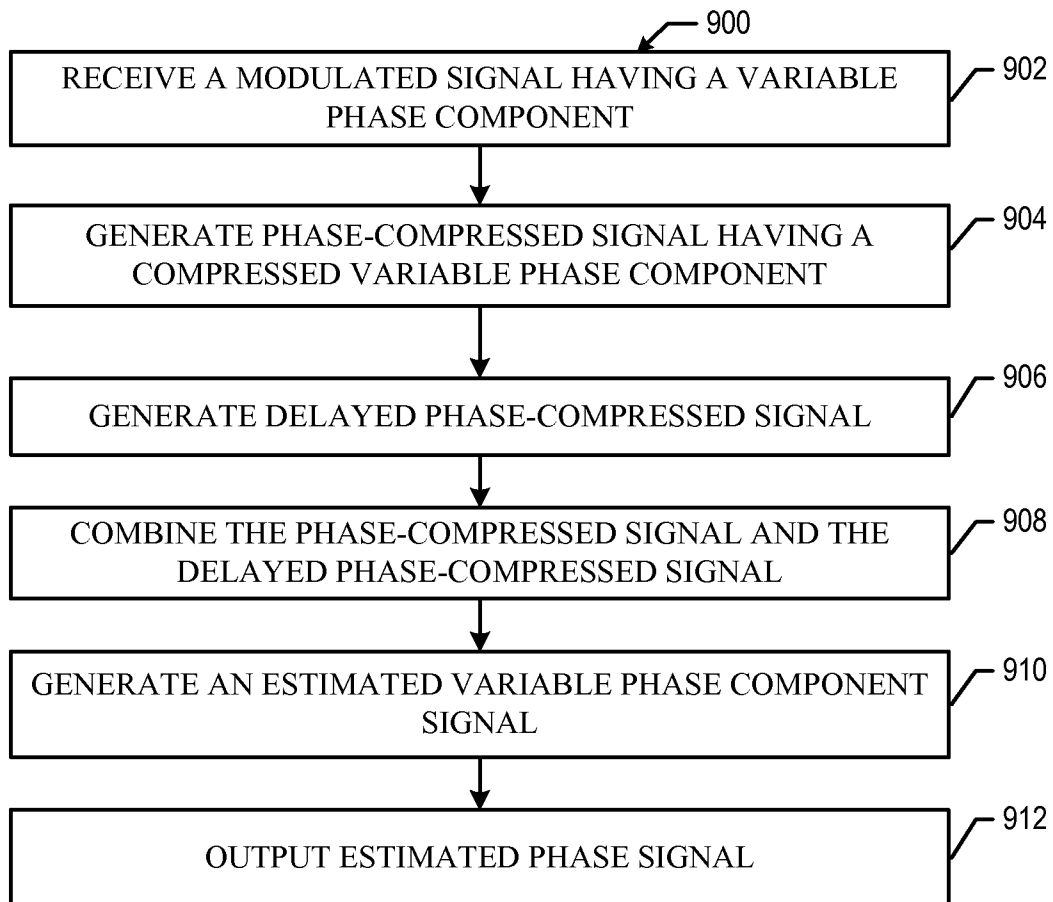 900
RECEIVE A MODULATED SIGNAL HAVING A VARIABLE
PHASE COMPONENT
902
GENERATE PHASE-COMPRESSED SIGNAL HAVING A
COMPRESSED VARIABLE PHASE COMPONENT
904
GENERATE DELAYED PHASE-COMPRESSED SIGNAL
906
COMBINE THE PHASE-COMPRESSED SIGNAL AND THE
DELAYED PHASE-COMPRESSED SIGNAL
908
GENERATE AN ESTIMATED VARIABLE PHASE COMPONENT
SIGNAL
910
OUTPUT ESTIMATED PHASE SIGNAL
912